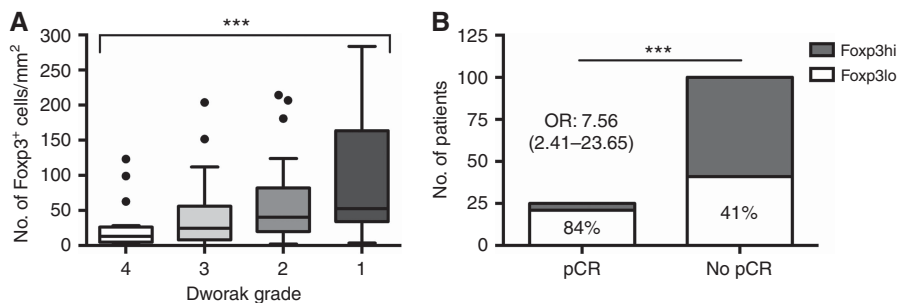 A
***
No. of Foxp3⁺ cells/mm²
300
250
200
150
100
50
0
4 3 2 1
Dworak grade
B
125
100
75
50
25
0
No. of patients
***
OR: 7.56
(2.41–23.65)
84%
41%
pCR No pCR
Foxp3hi
Foxp3lo